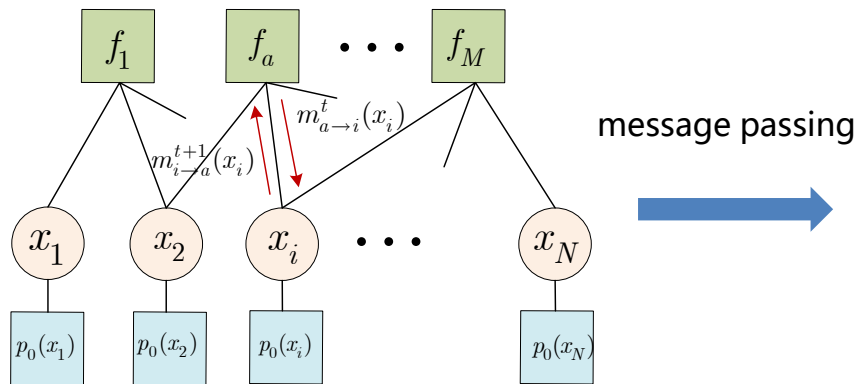 f_1 f_a • • • f_M
m^t_{a→i}(x_i)
message passing
m^{t+1}_{i→a}(x_i)
x_1 x_2 x_i • • • x_N
p_0(x_1) p_0(x_2) p_0(x_i) p_0(x_N)